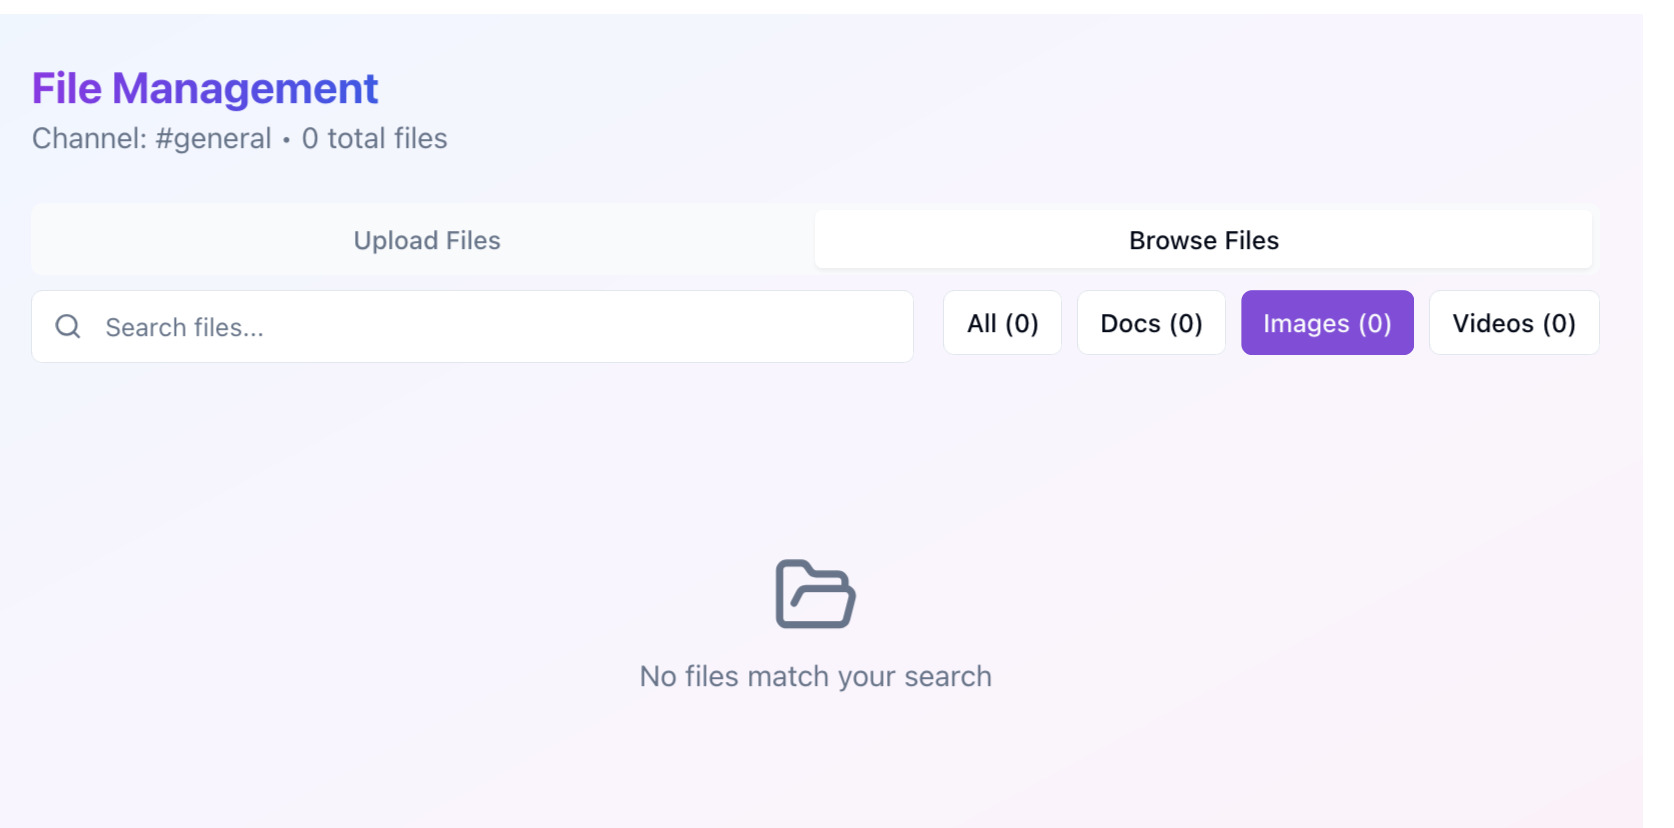 File Management
Channel: #general • 0 total files
Upload Files
Browse Files
Search files...
All (0)
Docs (0)
Images (0)
Videos (0)
No files match your search